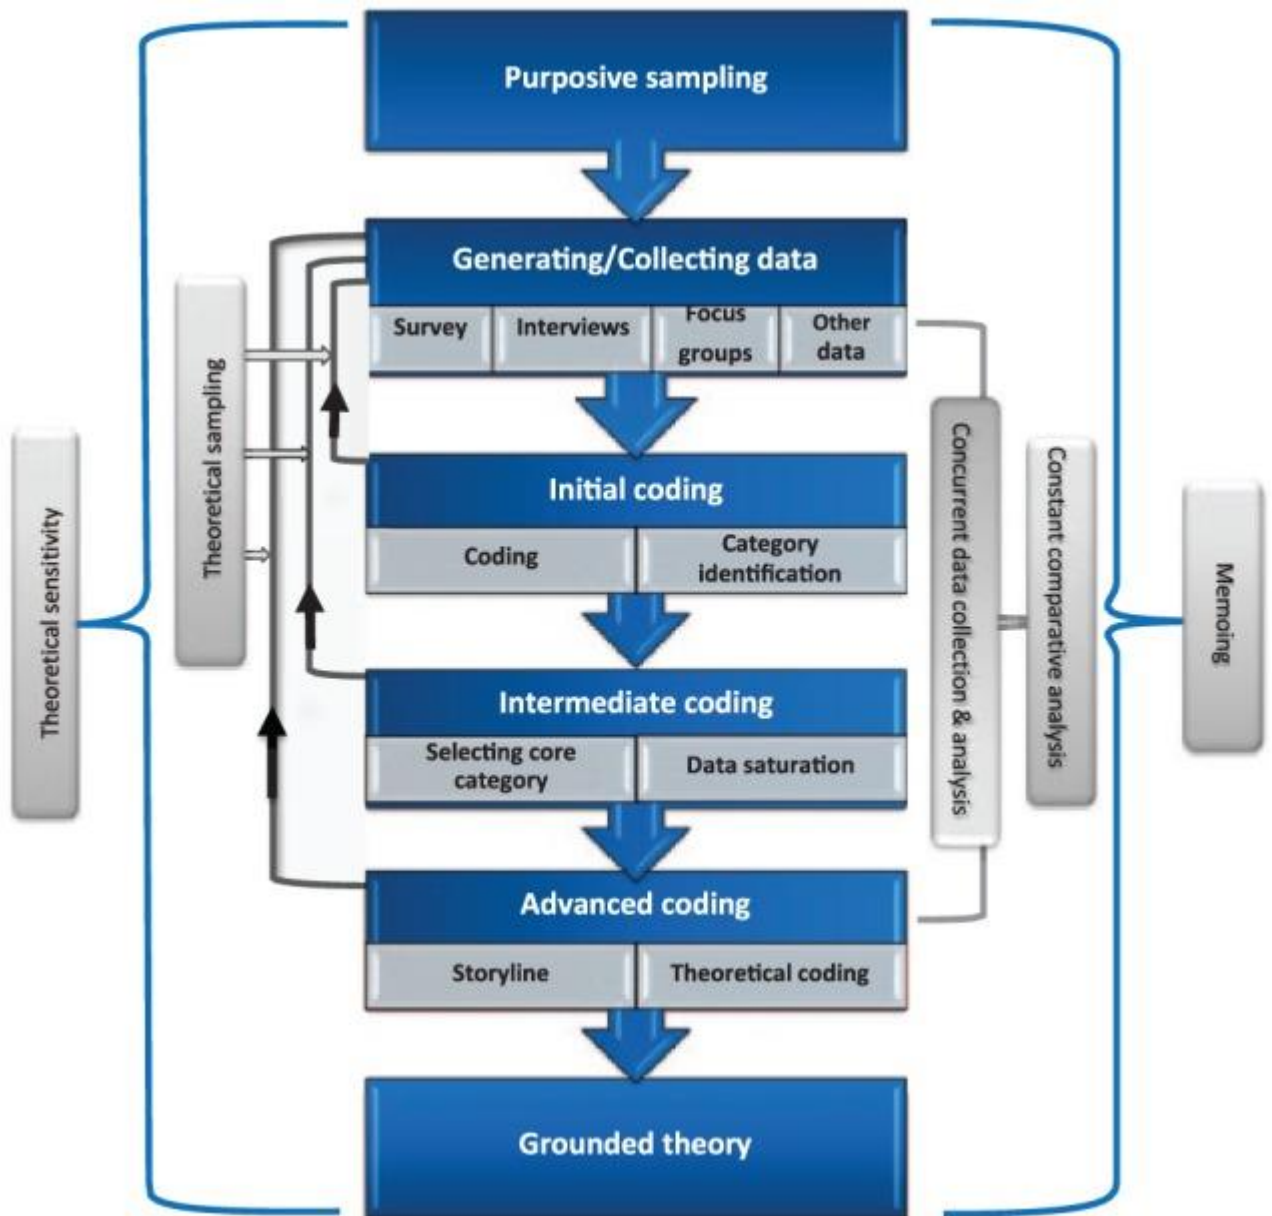 Purposive sampling
Generating/Collecting data
Survey
Interviews
Focus
groups
Other
data
Theoretical sampling
Initial coding
Coding
Category
identification
Theoretical sensitivity
Intermediate coding
Selecting core
category
Data saturation
Concurrent data collection & analysis
Constant comparative analysis
Memoing
Advanced coding
Storyline
Theoretical coding
Grounded theory